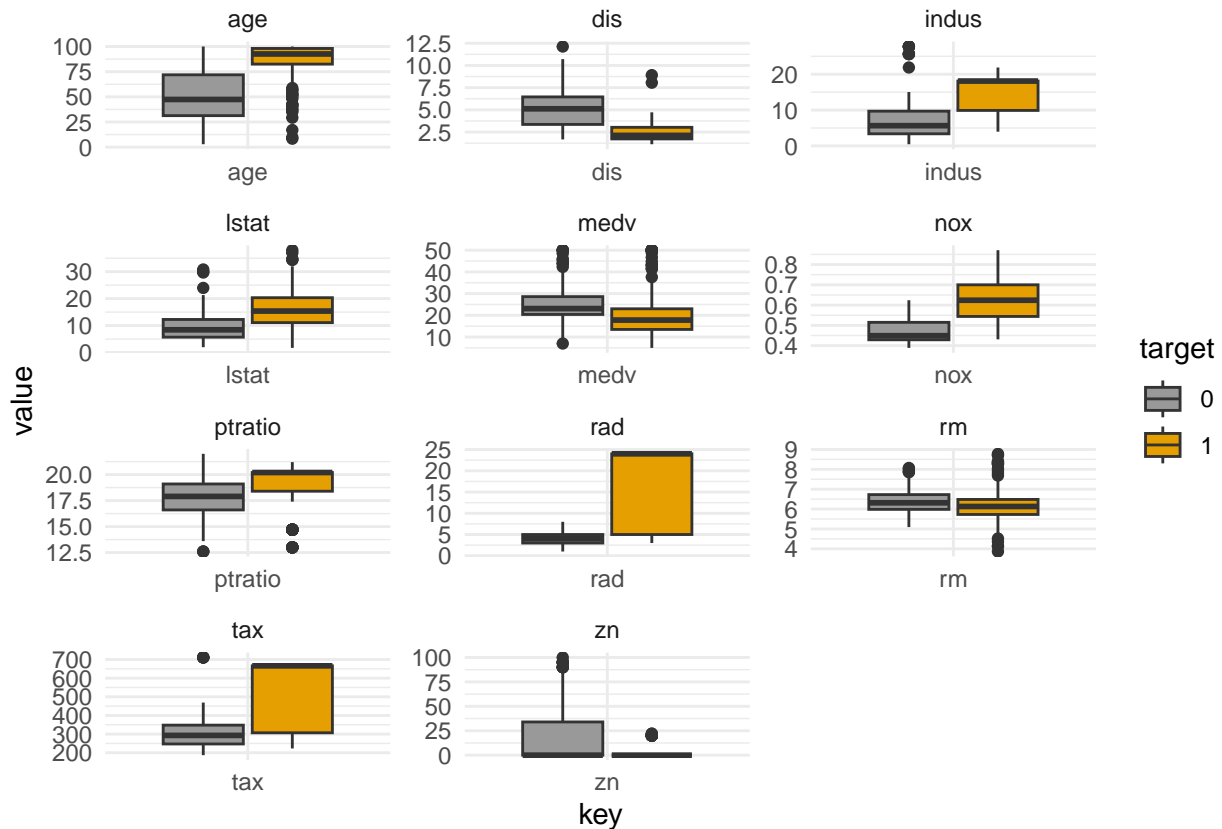 age
100
75
50
25
0
age
dis
12.5
10.0
7.5
5.0
2.5
dis
indus
20
10
0
indus
lstat
30
20
10
0
lstat
medv
50
40
30
20
10
medv
nox
0.8
0.7
0.6
0.5
0.4
nox
ptratio
20.0
17.5
15.0
12.5
ptratio
rad
25
20
15
10
5
0
rad
rm
9
8
7
6
5
4
rm
tax
700
600
500
400
300
200
tax
zn
100
75
50
25
0
zn
value
key
target
0
1